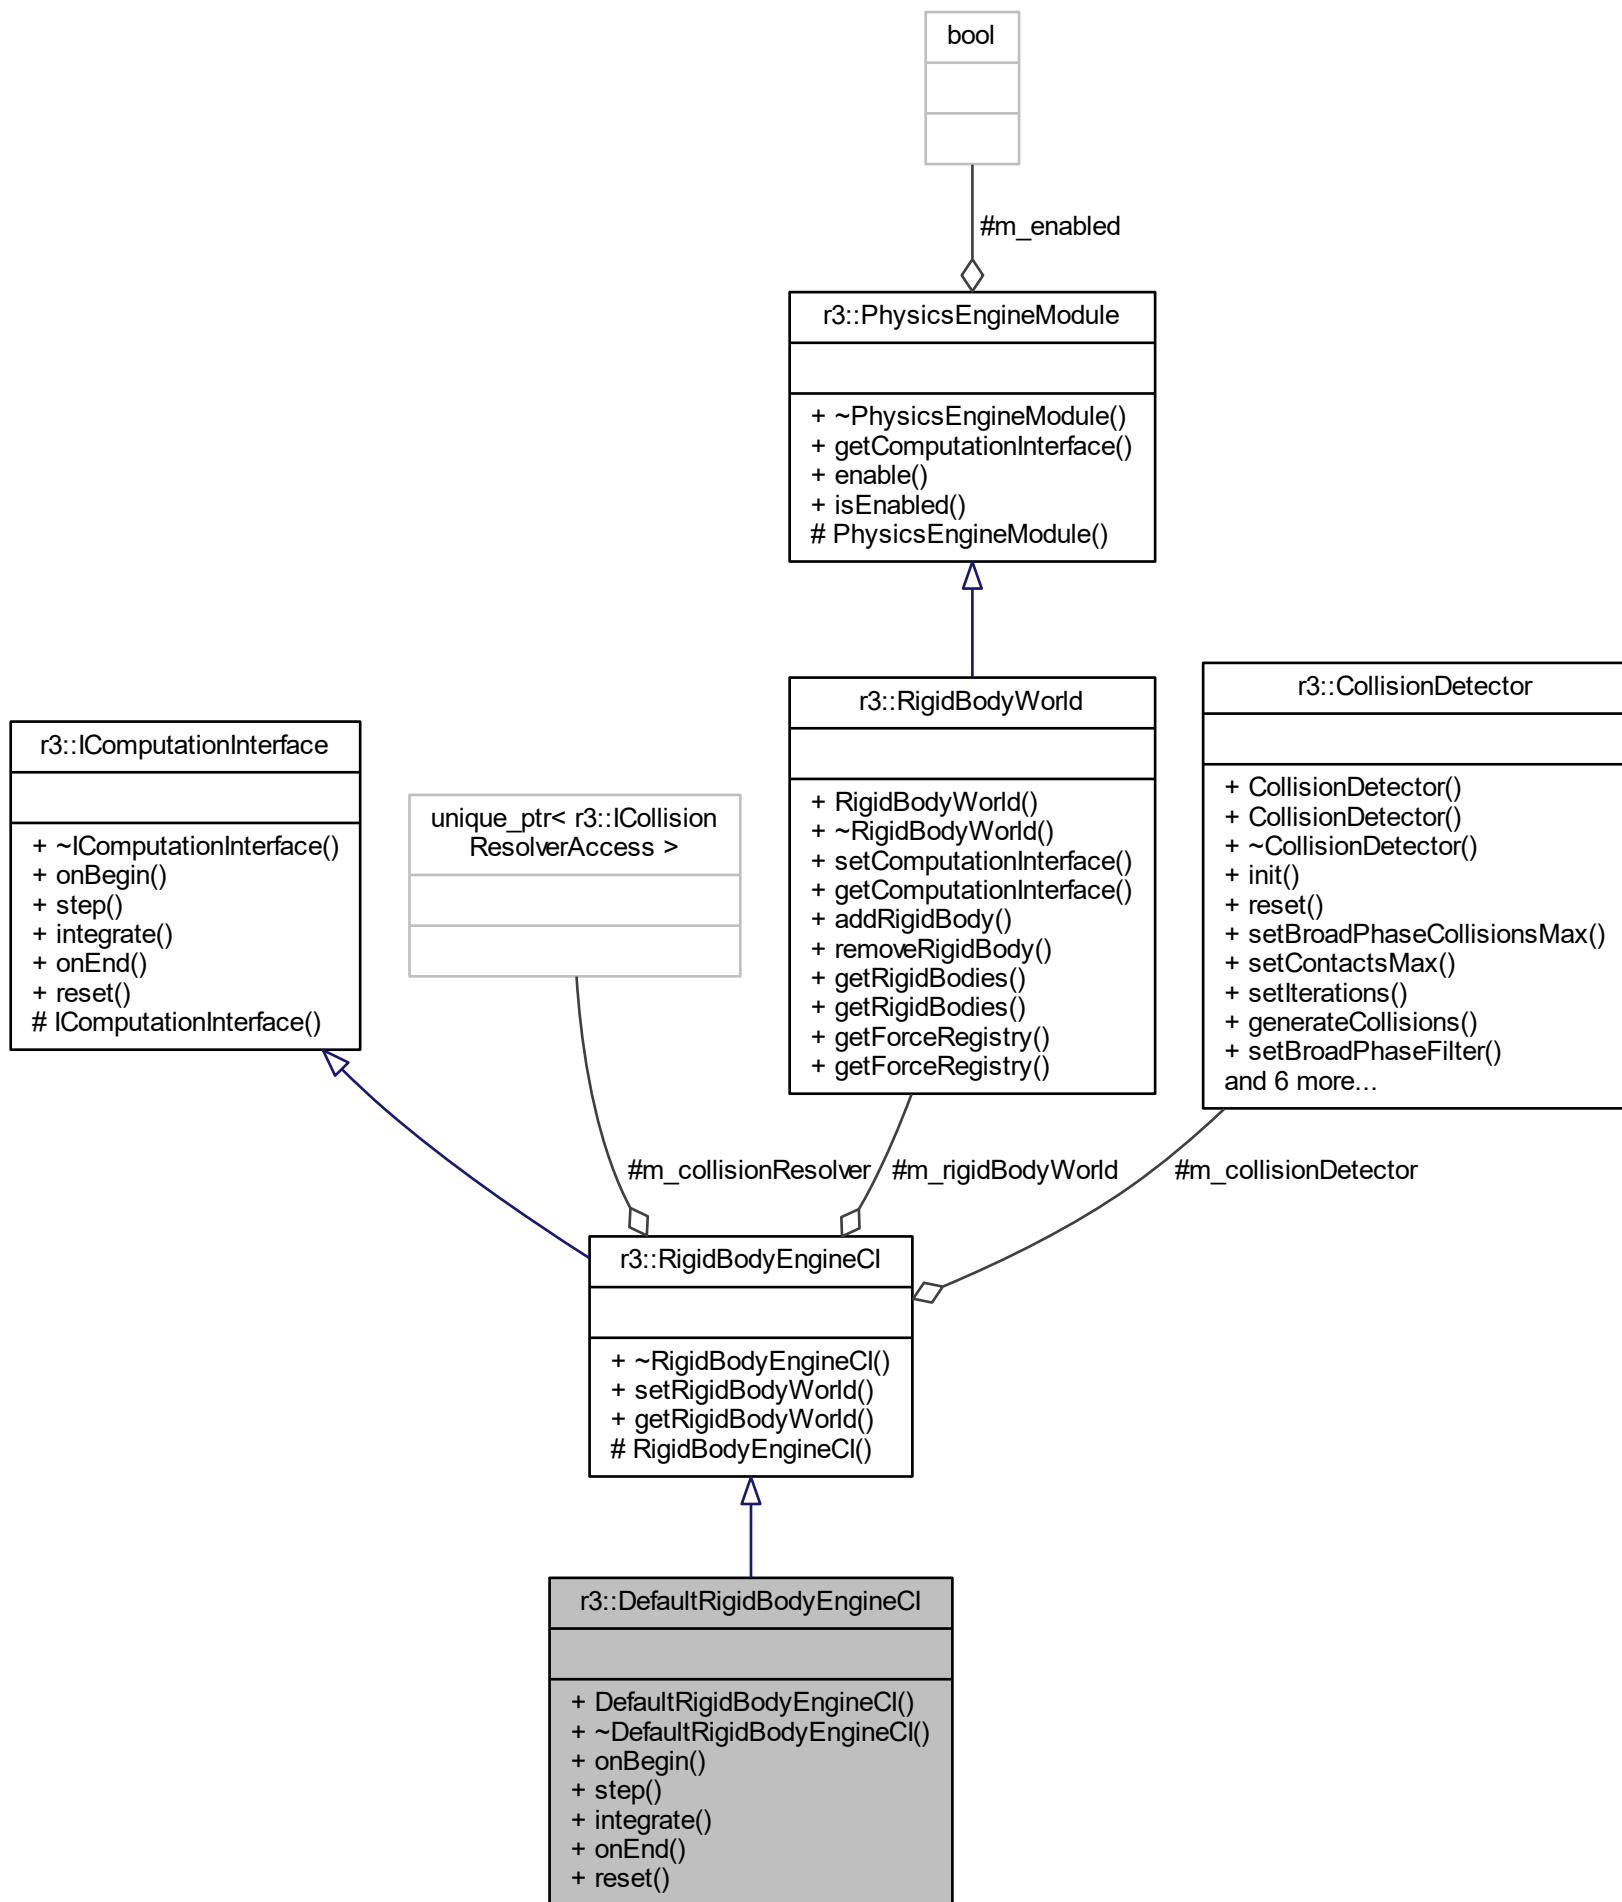 bool
#m_enabled
r3::PhysicsEngineModule
+ ~PhysicsEngineModule()
+ getComputationInterface()
+ enable()
+ isEnabled()
# PhysicsEngineModule()
r3::IComputationInterface
+ ~IComputationInterface()
+ onBegin()
+ step()
+ integrate()
+ onEnd()
+ reset()
# IComputationInterface()
unique_ptr< r3::ICollision
ResolverAccess >
r3::RigidBodyWorld
+ RigidBodyWorld()
+ ~RigidBodyWorld()
+ setComputationInterface()
+ getComputationInterface()
+ addRigidBody()
+ removeRigidBody()
+ getRigidBodies()
+ getRigidBodies()
+ getForceRegistry()
+ getForceRegistry()
r3::CollisionDetector
+ CollisionDetector()
+ CollisionDetector()
+ ~CollisionDetector()
+ init()
+ reset()
+ setBroadPhaseCollisionsMax()
+ setContactsMax()
+ setIterations()
+ generateCollisions()
+ setBroadPhaseFilter()
and 6 more...
#m_collisionResolver
#m_rigidBodyWorld
#m_collisionDetector
r3::RigidBodyEngineCI
+ ~RigidBodyEngineCI()
+ setRigidBodyWorld()
+ getRigidBodyWorld()
# RigidBodyEngineCI()
r3::DefaultRigidBodyEngineCI
+ DefaultRigidBodyEngineCI()
+ ~DefaultRigidBodyEngineCI()
+ onBegin()
+ step()
+ integrate()
+ onEnd()
+ reset()